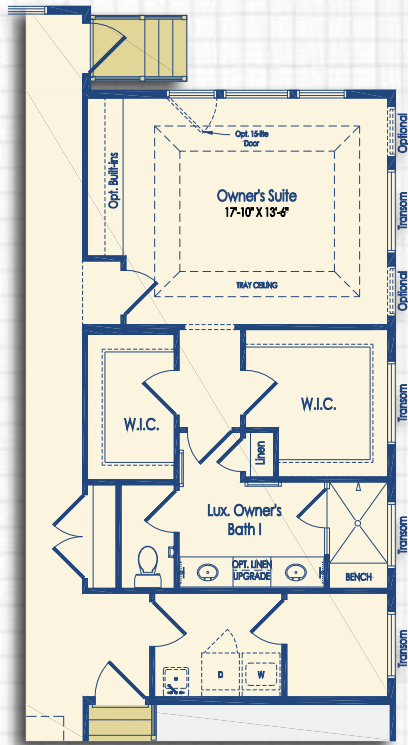 Opt. 15-lite
Door
Optional
Opt. Built-ins
Owner's Suite
17'-10" X 13'-6"
Transom
TRAY CEILING
Optional
W.I.C.
W.I.C.
Transom
Linen
Lux. Owner's
Bath I
Transom
OPT. LINEN
UPGRADE
BENCH
Transom
D
W